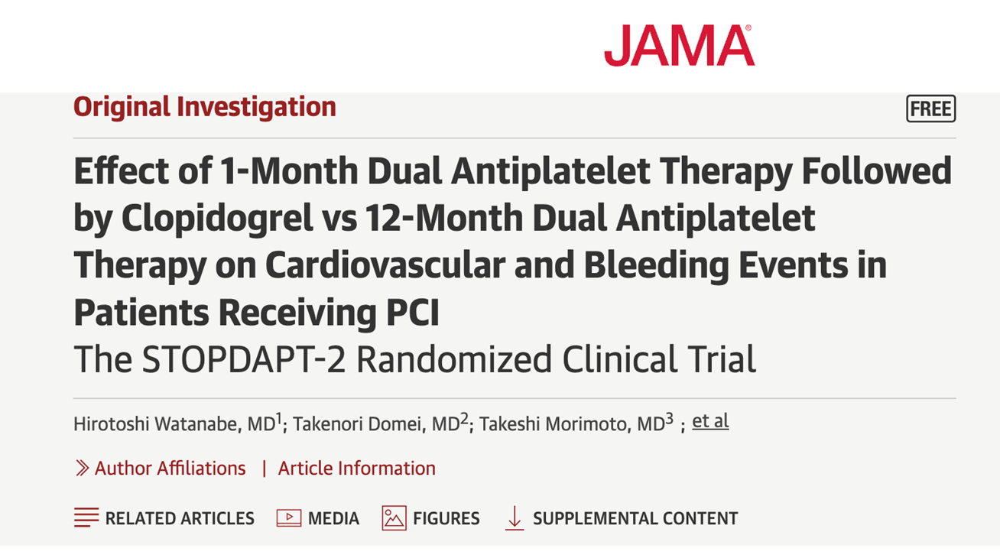 JAMA®
Original Investigation
FREE
Effect of 1-Month Dual Antiplatelet Therapy Followed
by Clopidogrel vs 12-Month Dual Antiplatelet
Therapy on Cardiovascular and Bleeding Events in
Patients Receiving PCI
The STOPDAPT-2 Randomized Clinical Trial
Hirotoshi Watanabe, MD1; Takenori Domei, MD2; Takeshi Morimoto, MD3 ; et al
Author Affiliations | Article Information
RELATED ARTICLES MEDIA FIGURES SUPPLEMENTAL CONTENT